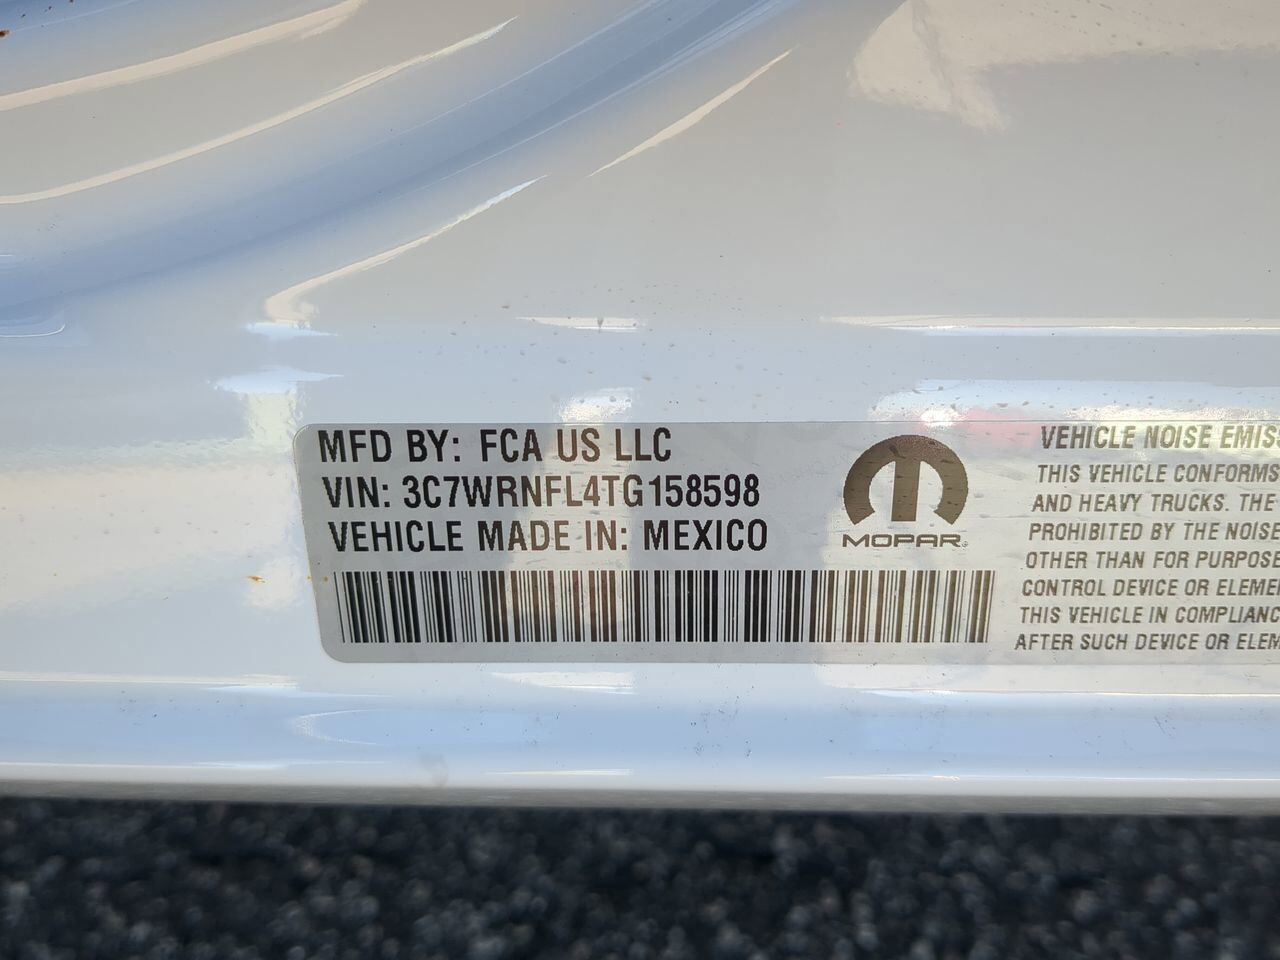 MFD BY: FCA US LLC
VIN: 3C7WRNFL4TG158598
VEHICLE MADE IN: MEXICO
MOPAR®
VEHICLE NOISE
THIS VEHICLE CONFORMS
AND HEAVY TRUCKS. THE
PROHIBITED BY THE NOISE
OTHER THAN FOR
CONTROL DEVICE OR
THIS VEHICLE IN
AFTER SUCH DEVICE OR